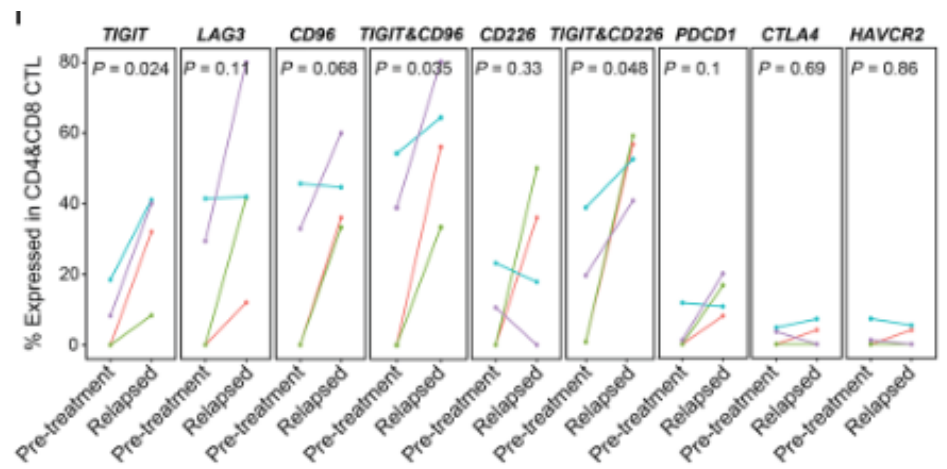 I
TIGIT LAG3 CD96 TIGIT&CD96 CD226 TIGIT&CD226 PDCD1 CTLA4 HAVCR2
P = 0.024 P = 0.11 P = 0.068 P = 0.035 P = 0.33 P = 0.048 P = 0.1 P = 0.69 P = 0.86
% Expressed in CD4&CD8 CTL
80
60
40
20
0
Pre-treatment Relapsed Pre-treatment Relapsed Pre-treatment Relapsed Pre-treatment Relapsed Pre-treatment Relapsed Pre-treatment Relapsed Pre-treatment Relapsed Pre-treatment Relapsed Pre-treatment Relapsed